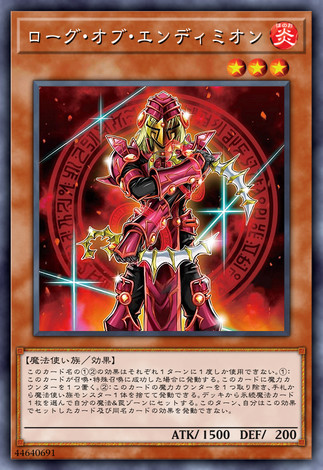 ローグ・オブ・エンディミオン
炎
【魔法使い族／効果】
このカード名の①②の効果はそれぞれ１ターンに１度しか使用できない。①：
このカードが召喚・特殊召喚に成功した場合に発動する。このカードに魔力カ
ウンターを１つ置く。②：このカードの魔力カウンターを１つ取り除き、手札か
ら魔法使い族モンスター１体を捨てて発動できる。デッキから永続魔法カード
１枚を選んで自分の魔法&罠ゾーンにセットする。このターン、自分はこの効果
でセットしたカード及び同名カードの効果を発動できない。
ATK/1500 DEF/ 200
44640691